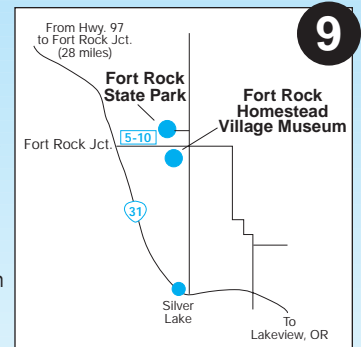 From Hwy. 97
to Fort Rock Jct.
(28 miles)
9
Fort Rock
State Park
Fort Rock
Homestead
Village Museum
5-10
Fort Rock Jct.
31
n
Silver
Lake
To
Lakeview, OR